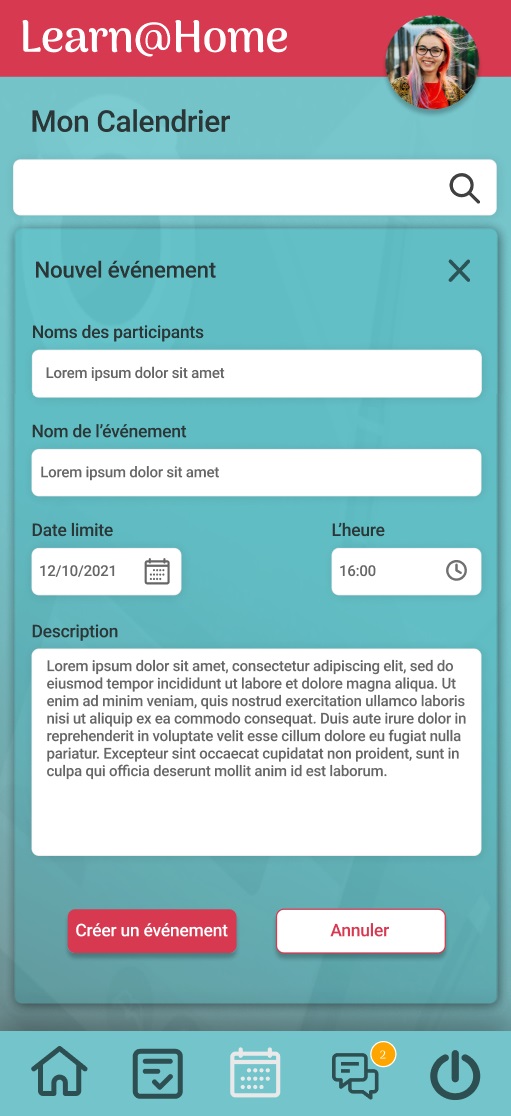 Learn@Home
Mon Calendrier
Nouvel événement
Noms des participants
Lorem ipsum dolor sit amet
Nom de l'événement
Lorem ipsum dolor sit amet
Date limite
L'heure
12/10/2021
16:00
Description
Lorem ipsum dolor sit amet, consectetur adipiscing elit, sed do
eiusmod tempor incididunt ut labore et dolore magna aliqua. Ut
enim ad minim veniam, quis nostrud exercitation ullamco laboris
nisi ut aliquip ex ea commodo consequat. Duis aute irure dolor in
reprehenderit in voluptate velit esse cillum dolore eu fugiat nulla
pariatur. Excepteur sint occaecat cupidatat non proident, sunt in
culpa qui officia deserunt mollit anim id est laborum.
Créer un événement
Annuler
2